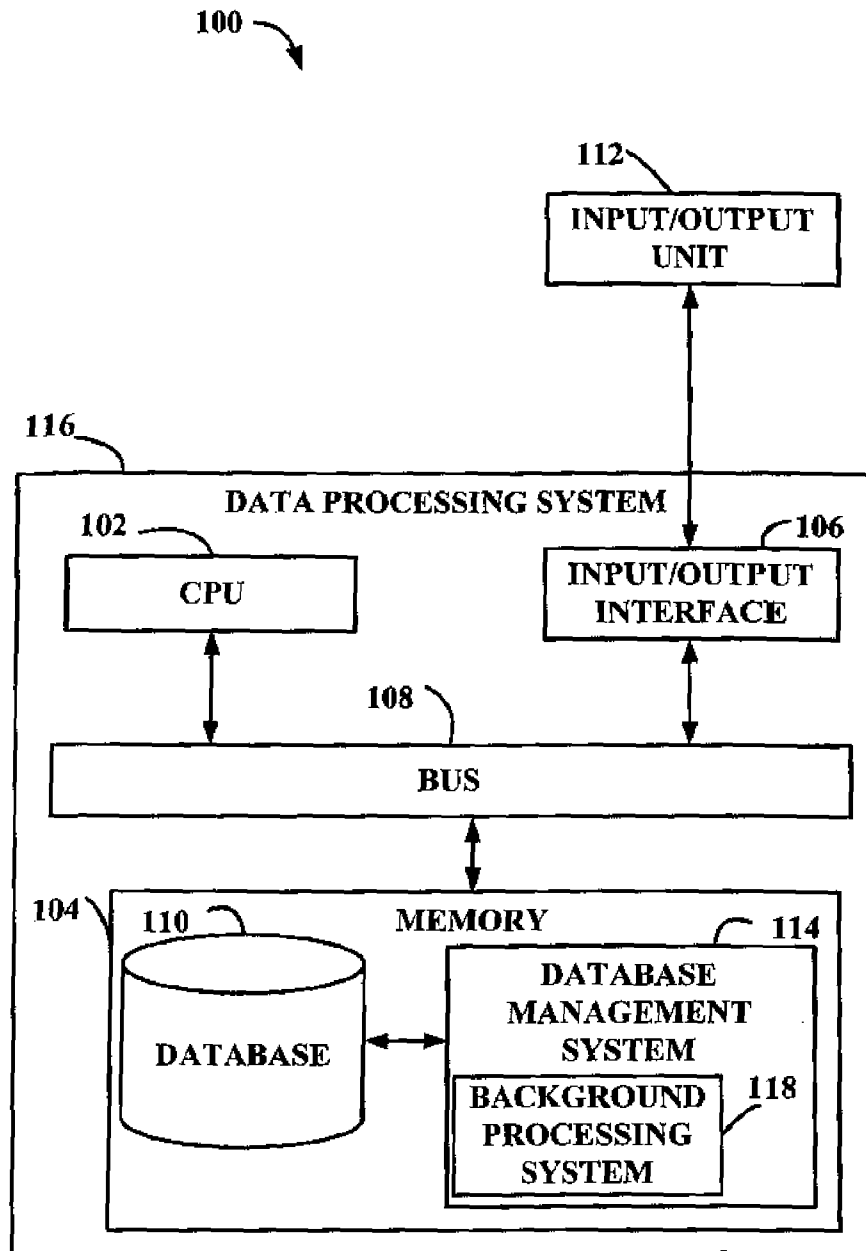 100
112
INPUT/OUTPUT
UNIT
116
DATA PROCESSING SYSTEM
102
106
CPU
INPUT/OUTPUT
INTERFACE
108
BUS
104
110
MEMORY
114
DATABASE
MANAGEMENT
SYSTEM
DATABASE
BACKGROUND
PROCESSING
SYSTEM
118